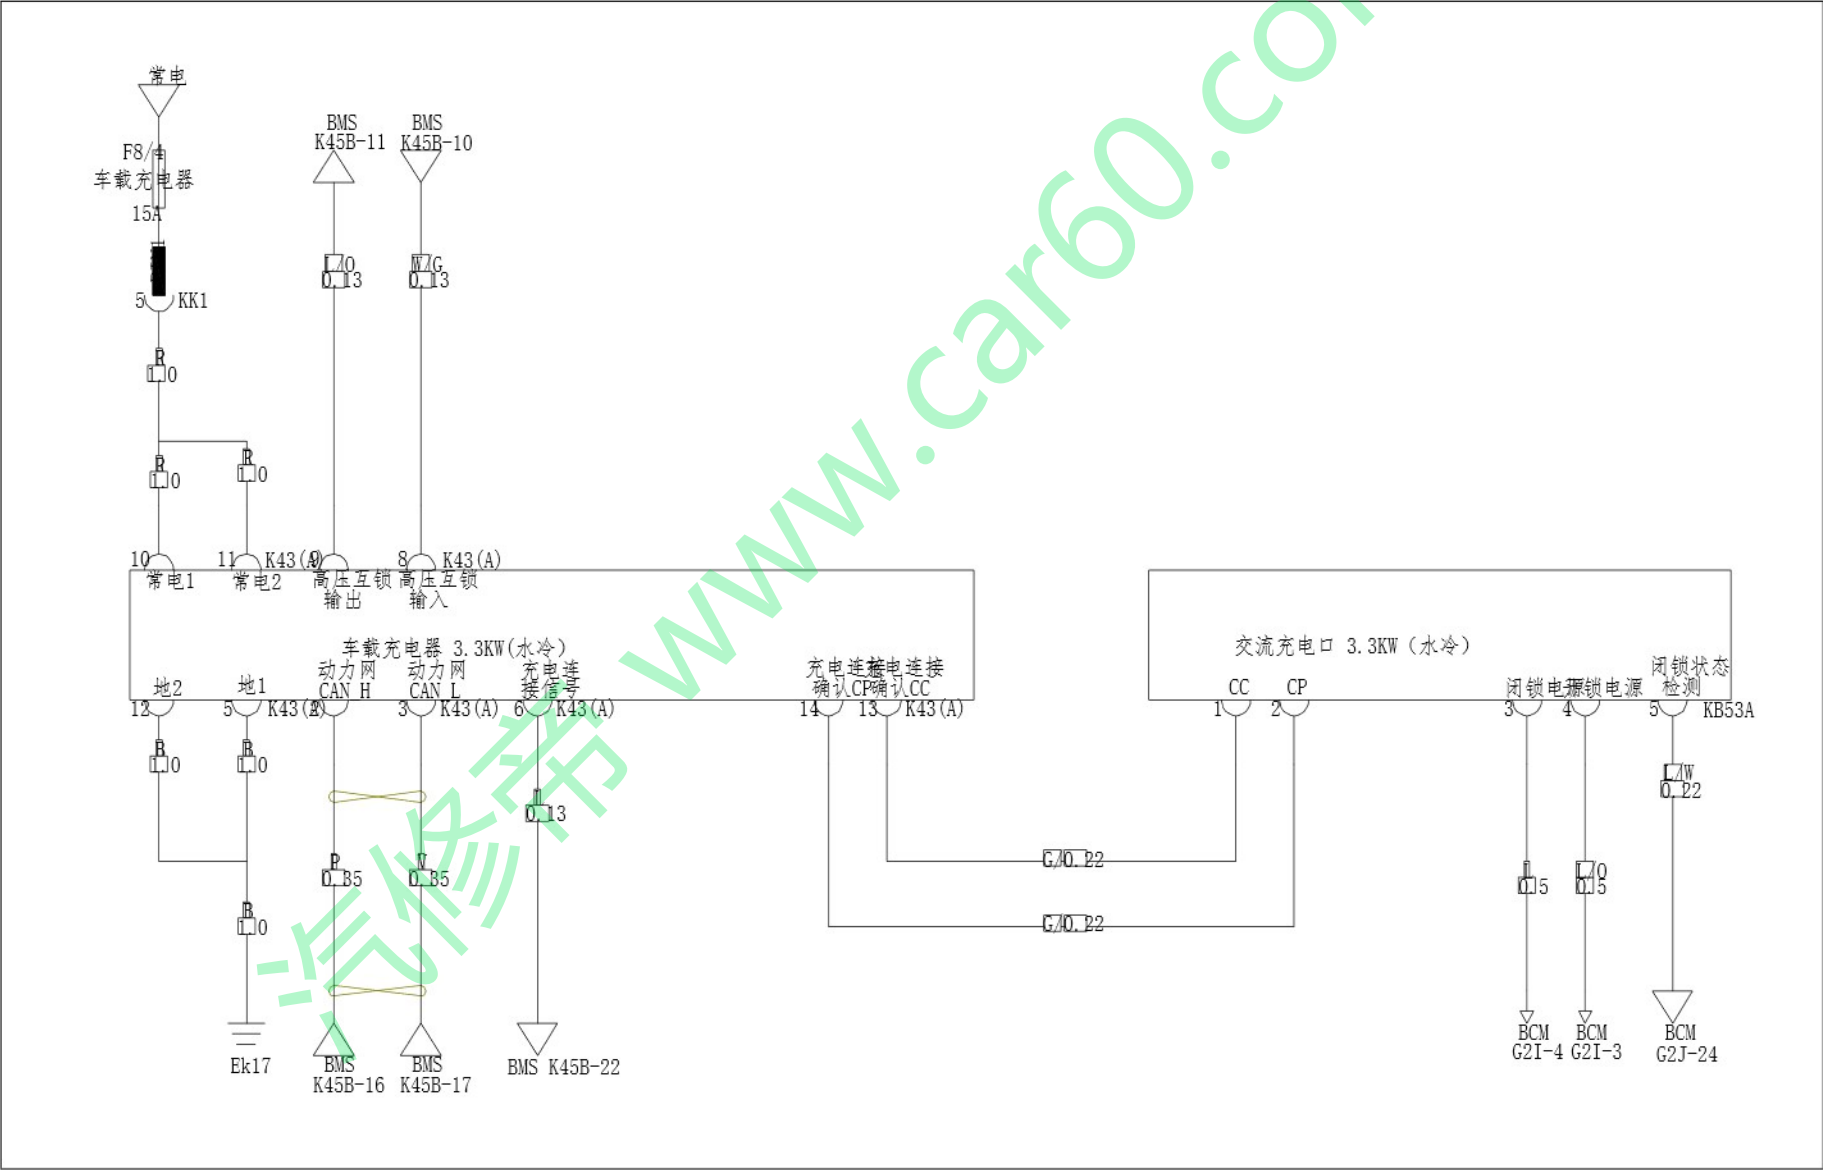 常电
F8/4
车载充电器
15A
5
KK1
R
1.0
R
1.0
R
1.0
BMS
K45B-11
BMS
K45B-10
L/O
0.13
W/G
0.13
10
11
K43(A)
9
8
K43(A)
常电1
常电2
高压互锁
输出
高压互锁
输入
车载充电器 3.3KW(水冷)
地2
地1
动力网
CAN H
动力网
CAN L
充电连
接信号
充电连接
确认CP
充电连接
确认CC
12
5
K43(A)
2
3
K43(A)
6
K43(A)
14
13
K43(A)
B
1.0
B
1.0
B
1.0
P
0.35
V
0.35
L
0.13
Ek17
BMS
K45B-16
BMS
K45B-17
BMS K45B-22
0.22
0.22
交流充电口 3.3KW（水冷）
CC
CP
闭锁电源
闭锁电源
闭锁状态
检测
1
2
3
4
5
KB53A
L
0.5
L/O
0.5
L/W
0.22
BCM
G2I-4
BCM
G2I-3
BCM
G2J-24
汽修帝 www.car60.com